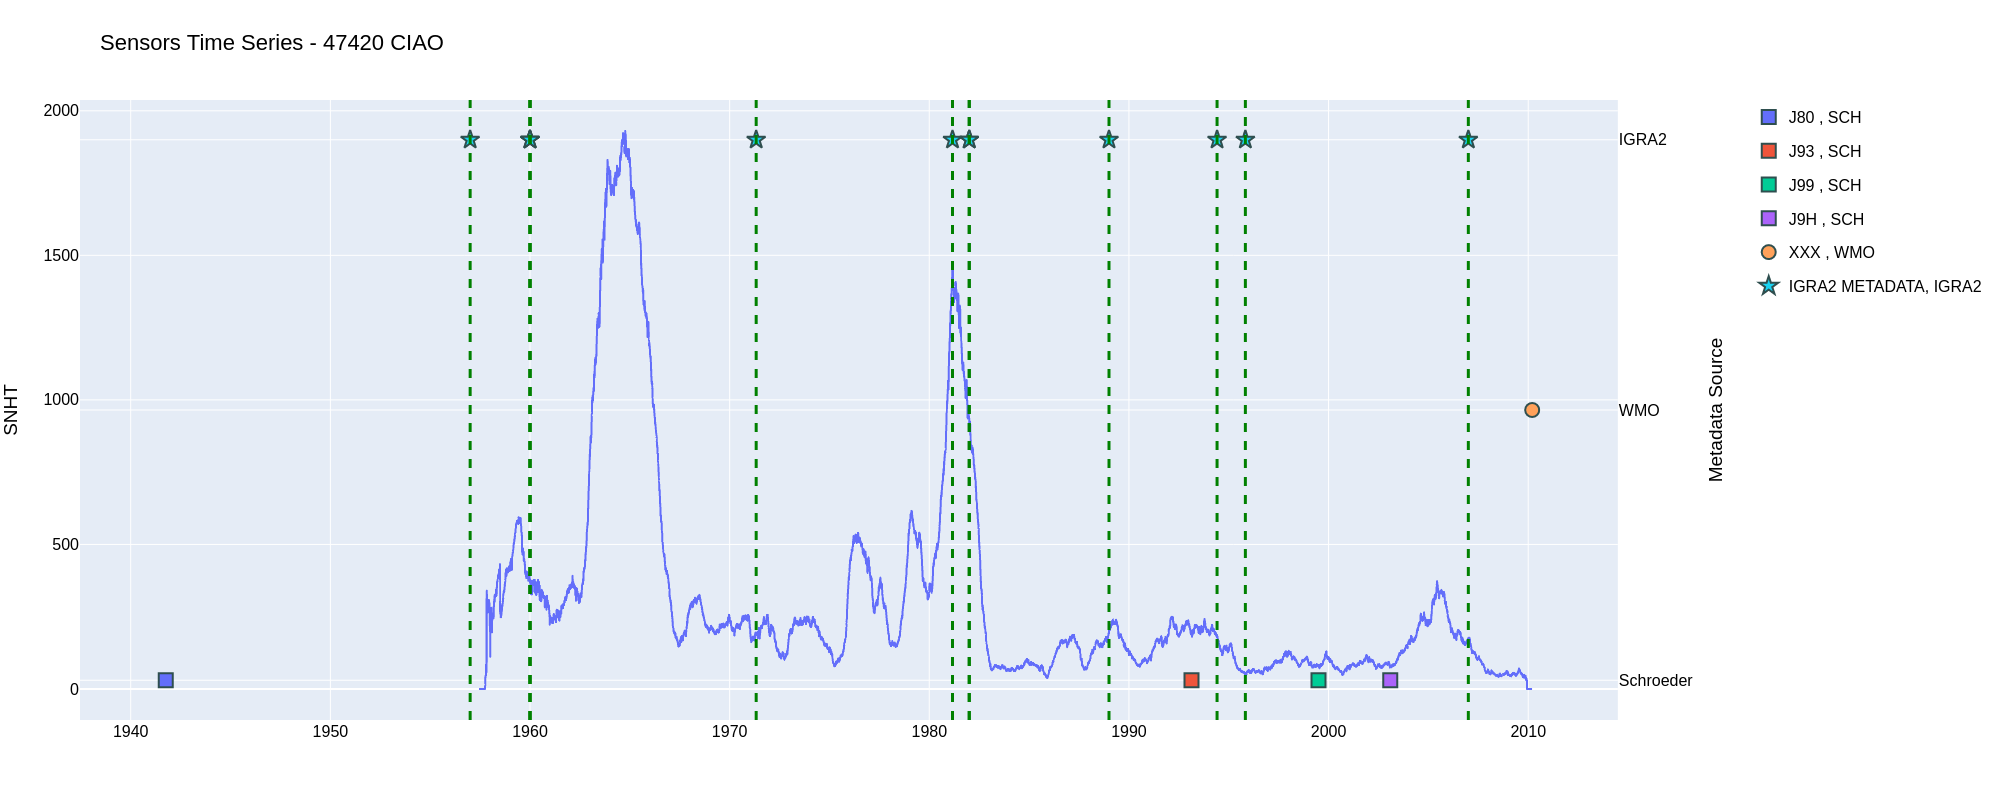 Sensors Time Series - 47420 CIAO
2000
1500
1000
500
0
SNHT
1940
1950
1960
1970
1980
1990
2000
2010
IGRA2
WMO
Schroeder
Metadata Source
J80 , SCH
J93 , SCH
J99 , SCH
J9H , SCH
XXX , WMO
IGRA2 METADATA, IGRA2